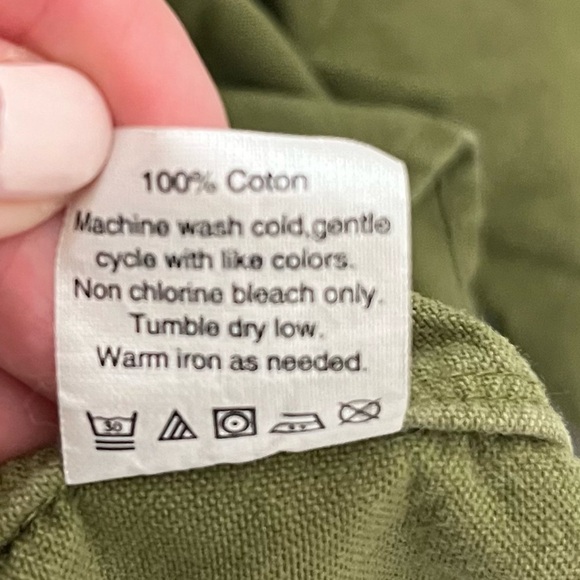 100% Coton
Machine wash cold,gentle
cycle with like colors.
Non chlorine bleach only.
Tumble dry low.
Warm iron as needed.
30